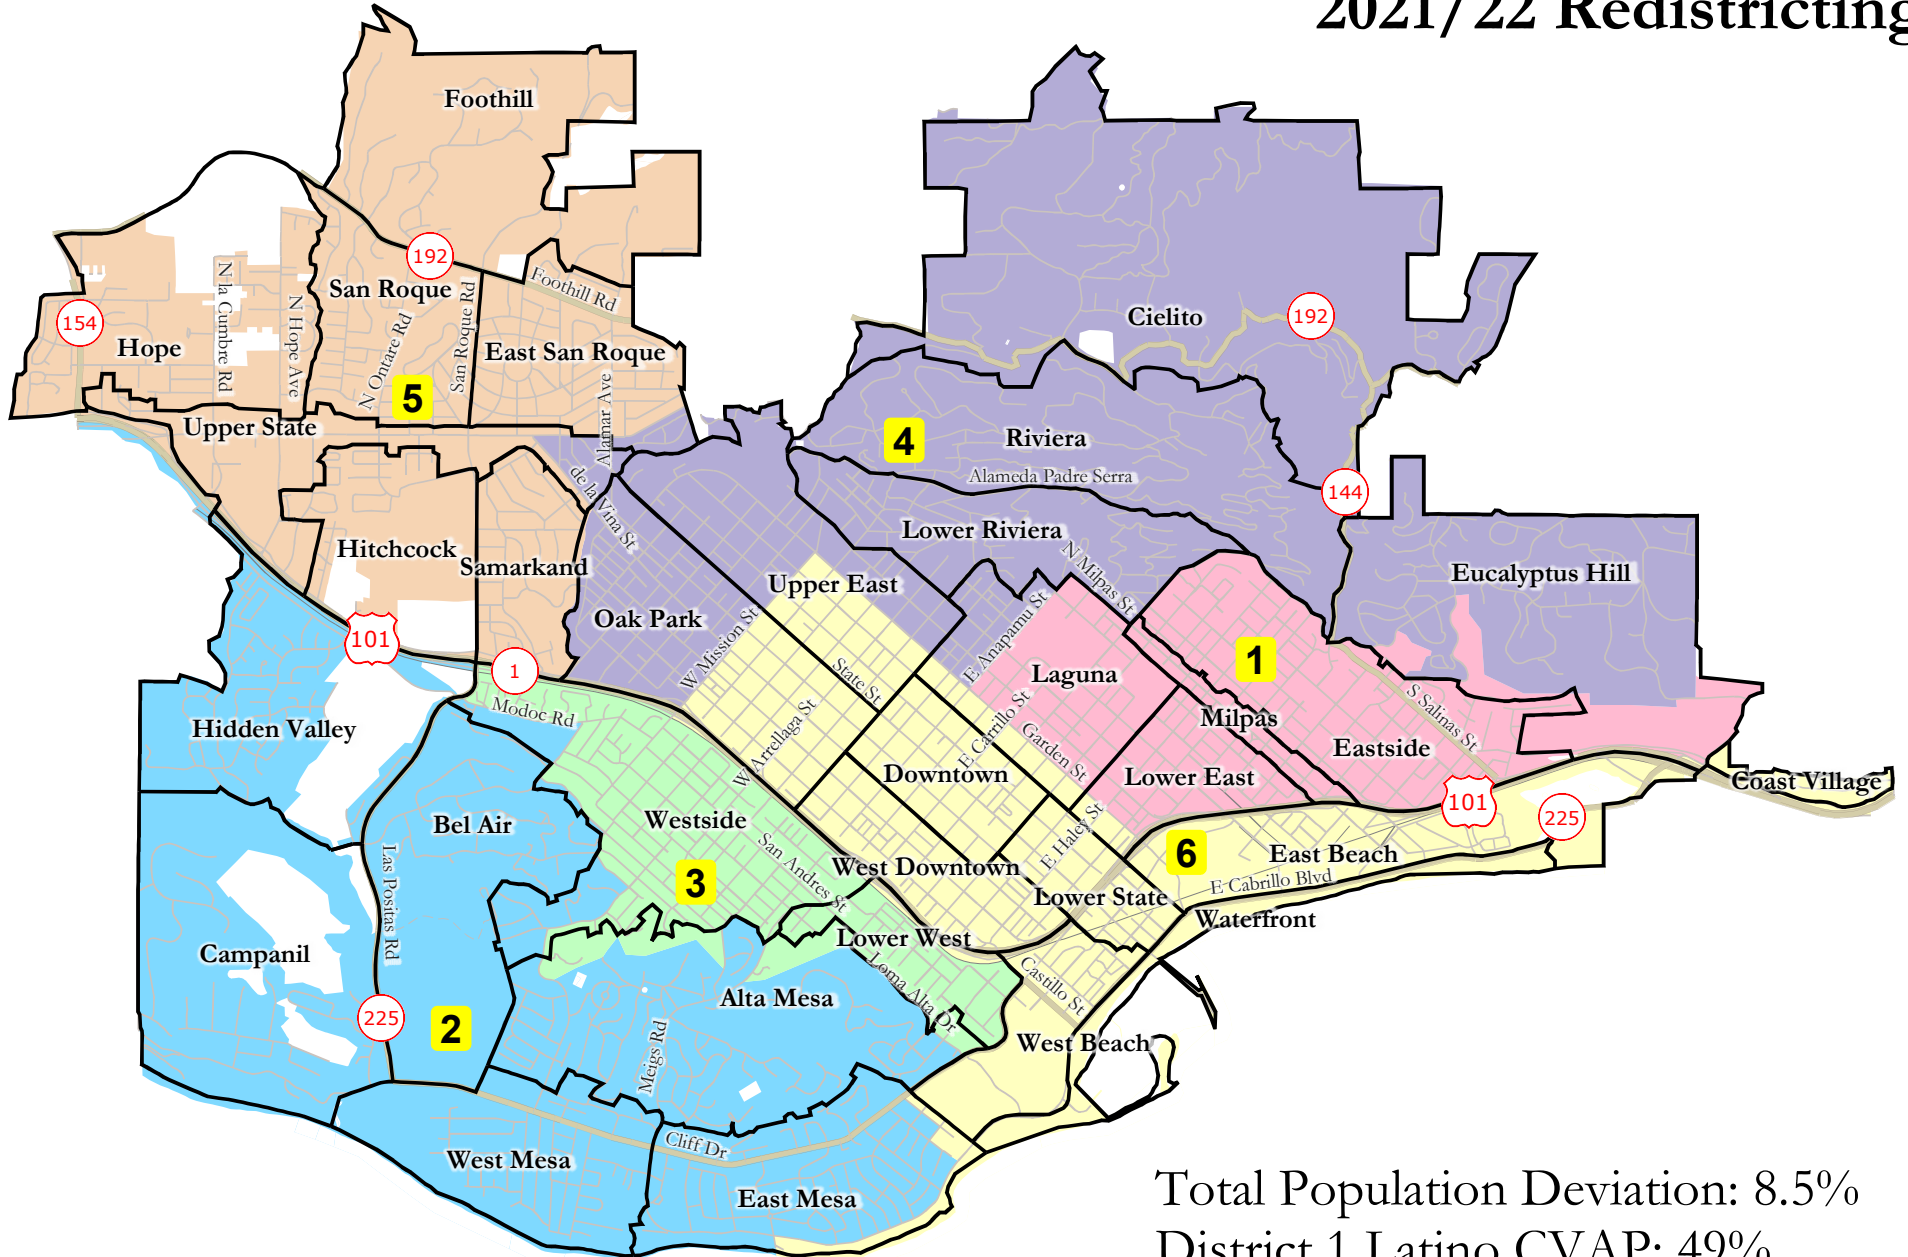 2021/22 Redistricting
Foothill
192
San Roque
Foothill Rd
N la Cumbre Rd
N Hope Ave
N Ontare Rd
San Roque Rd
154
Hope
East San Roque
5
Alamar Ave
Upper State
Cielito
192
4
Riviera
Alameda Padre Serra
144
de la Vina St
Lower Riviera
Hitchcock
Samarkand
N Milpas St
Eucalyptus Hill
Upper East
Oak Park
101
1
W Mission St
E Anapamu St
1
Laguna
State St
S Salinas St
Modoc Rd
Hidden Valley
W Arrellaga St
E Carrillo St
Garden St
Milpas
Eastside
Downtown
Lower East
Coast Village
101
225
Bel Air
Westside
Las Positas Rd
San Andres St
E Haley St
6
East Beach
West Downtown
3
E Cabrillo Blvd
Lower State
Waterfront
Campanil
Lower West
Loma Alta Dr
Castillo St
Alta Mesa
225
2
Meigs Rd
West Beach
Cliff Dr
West Mesa
East Mesa
Total Population Deviation: 8.5%
District 1 Latino CVAP: 49%